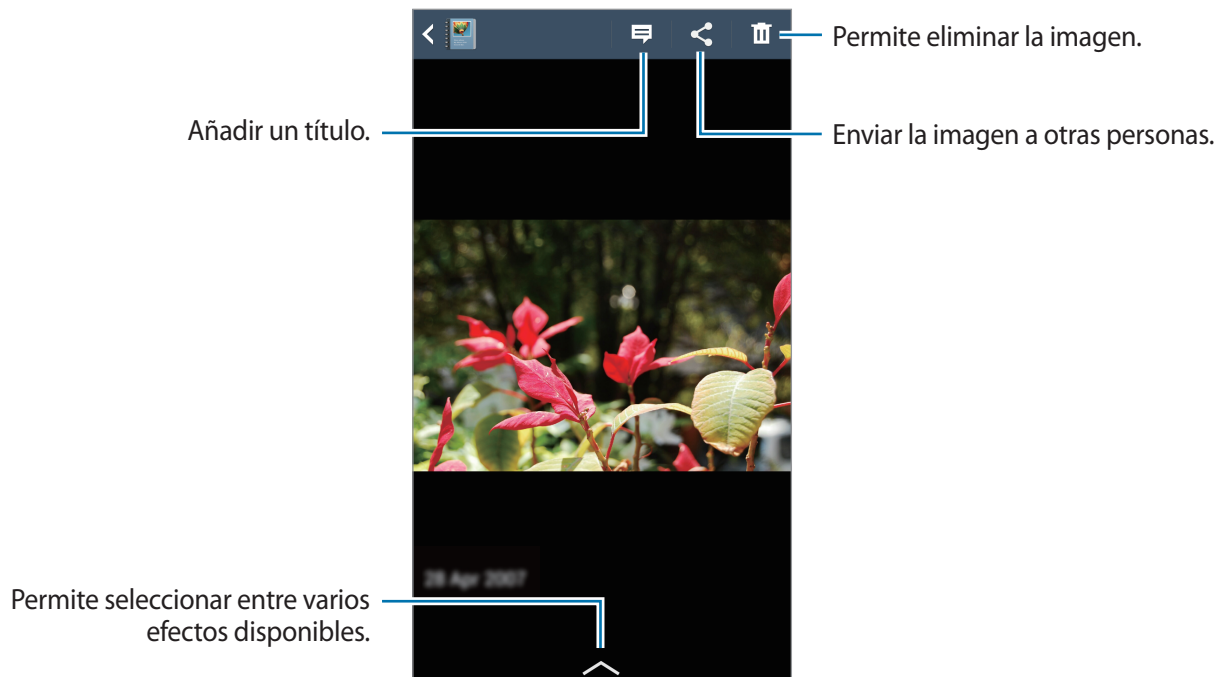 Permite eliminar la imagen.
Añadir un título.
Enviar la imagen a otras personas.
28 Apr 2007
Permite seleccionar entre varios
efectos disponibles.